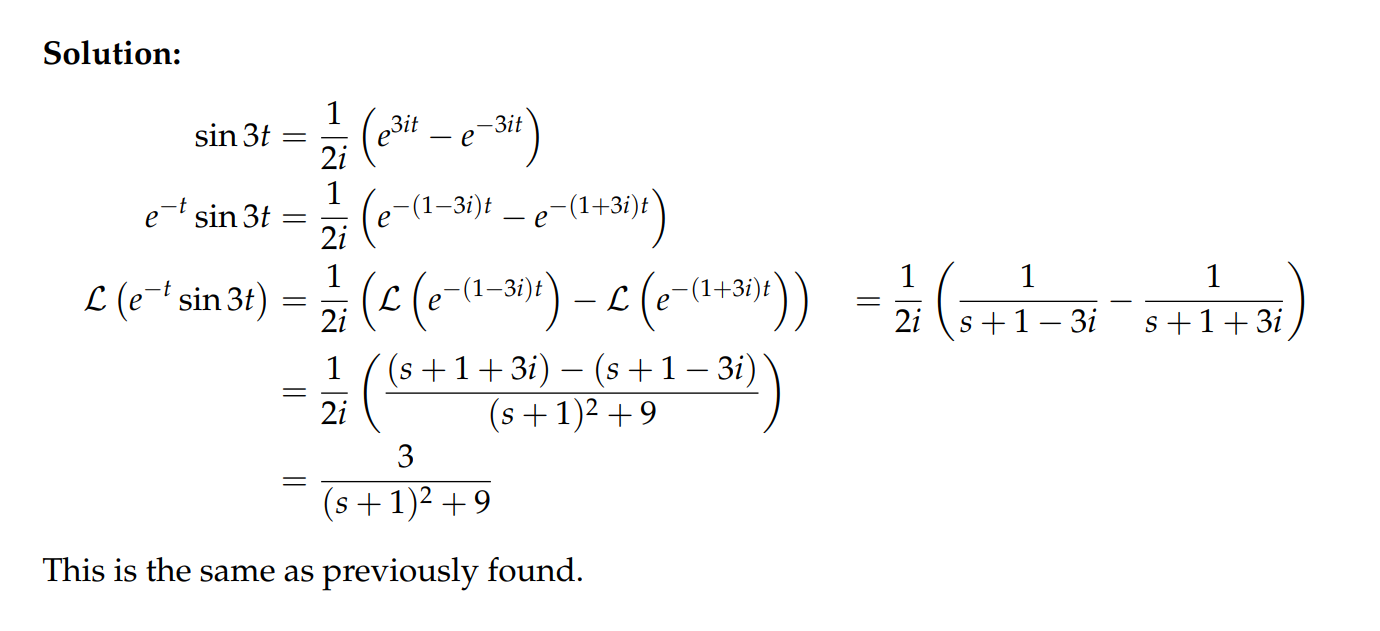 Solution:
sin 3t = \frac{1}{2i} \left( e^{3it} − e^{−3it} \right)
e^{−t} sin 3t = \frac{1}{2i} \left( e^{−(1−3i)t} − e^{−(1+3i)t} \right)
\mathcal{L} (e^{−t} sin 3t) = \frac{1}{2i} \left( \mathcal{L} \left( e^{−(1−3i)t} \right) − \mathcal{L} \left( e^{−(1+3i)t} \right) \right) = \frac{1}{2i} \left( \frac{1}{s + 1 − 3i} − \frac{1}{s + 1 + 3i} \right)
= \frac{1}{2i} \left( \frac{(s + 1 + 3i) − (s + 1 − 3i)}{(s + 1)^2 + 9} \right)
= \frac{3}{(s + 1)^2 + 9}
This is the same as previously found.